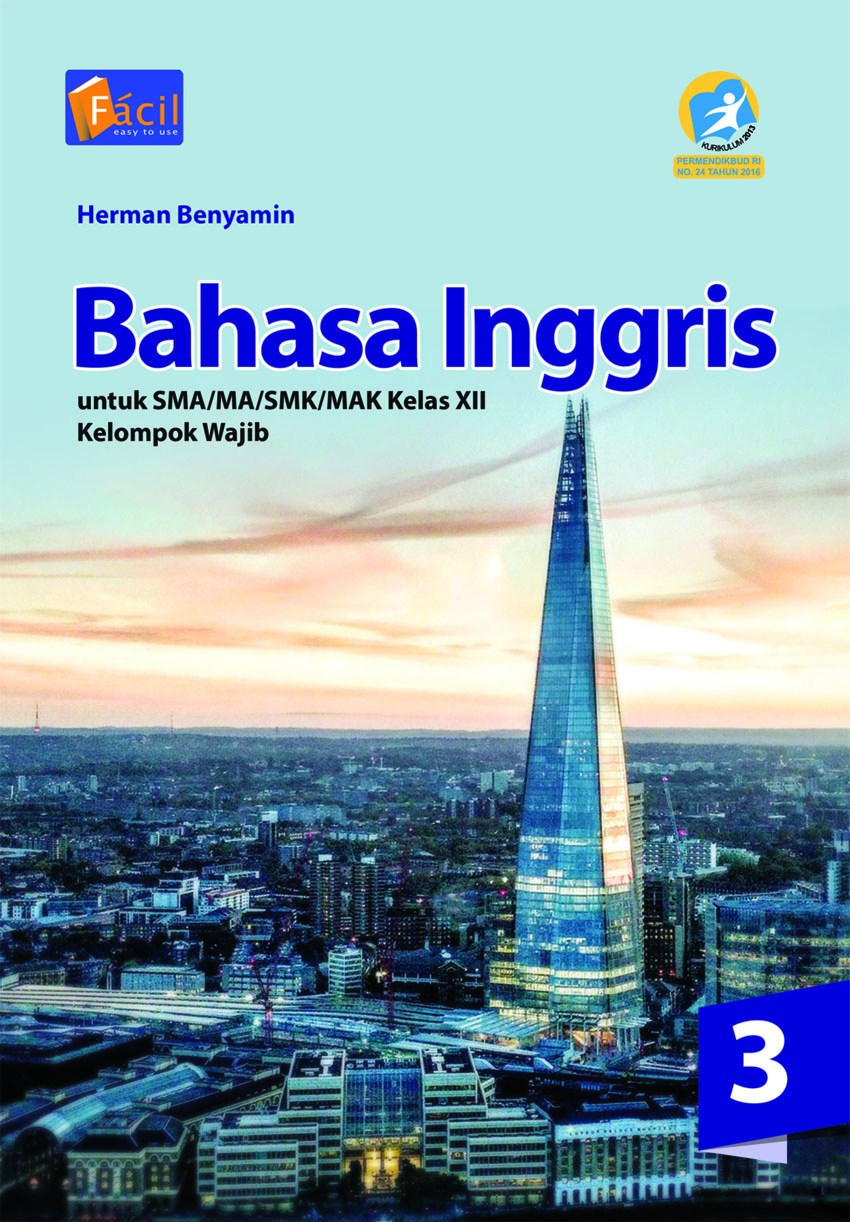 Fácil
easy to use
KURIKULUM 2013
PERMENDIKBUD RI
NO. 24 TAHUN 2016
Herman Benyamin
Bahasa Inggris
untuk SMA/MA/SMK/MAK Kelas XII
Kelompok Wajib
3